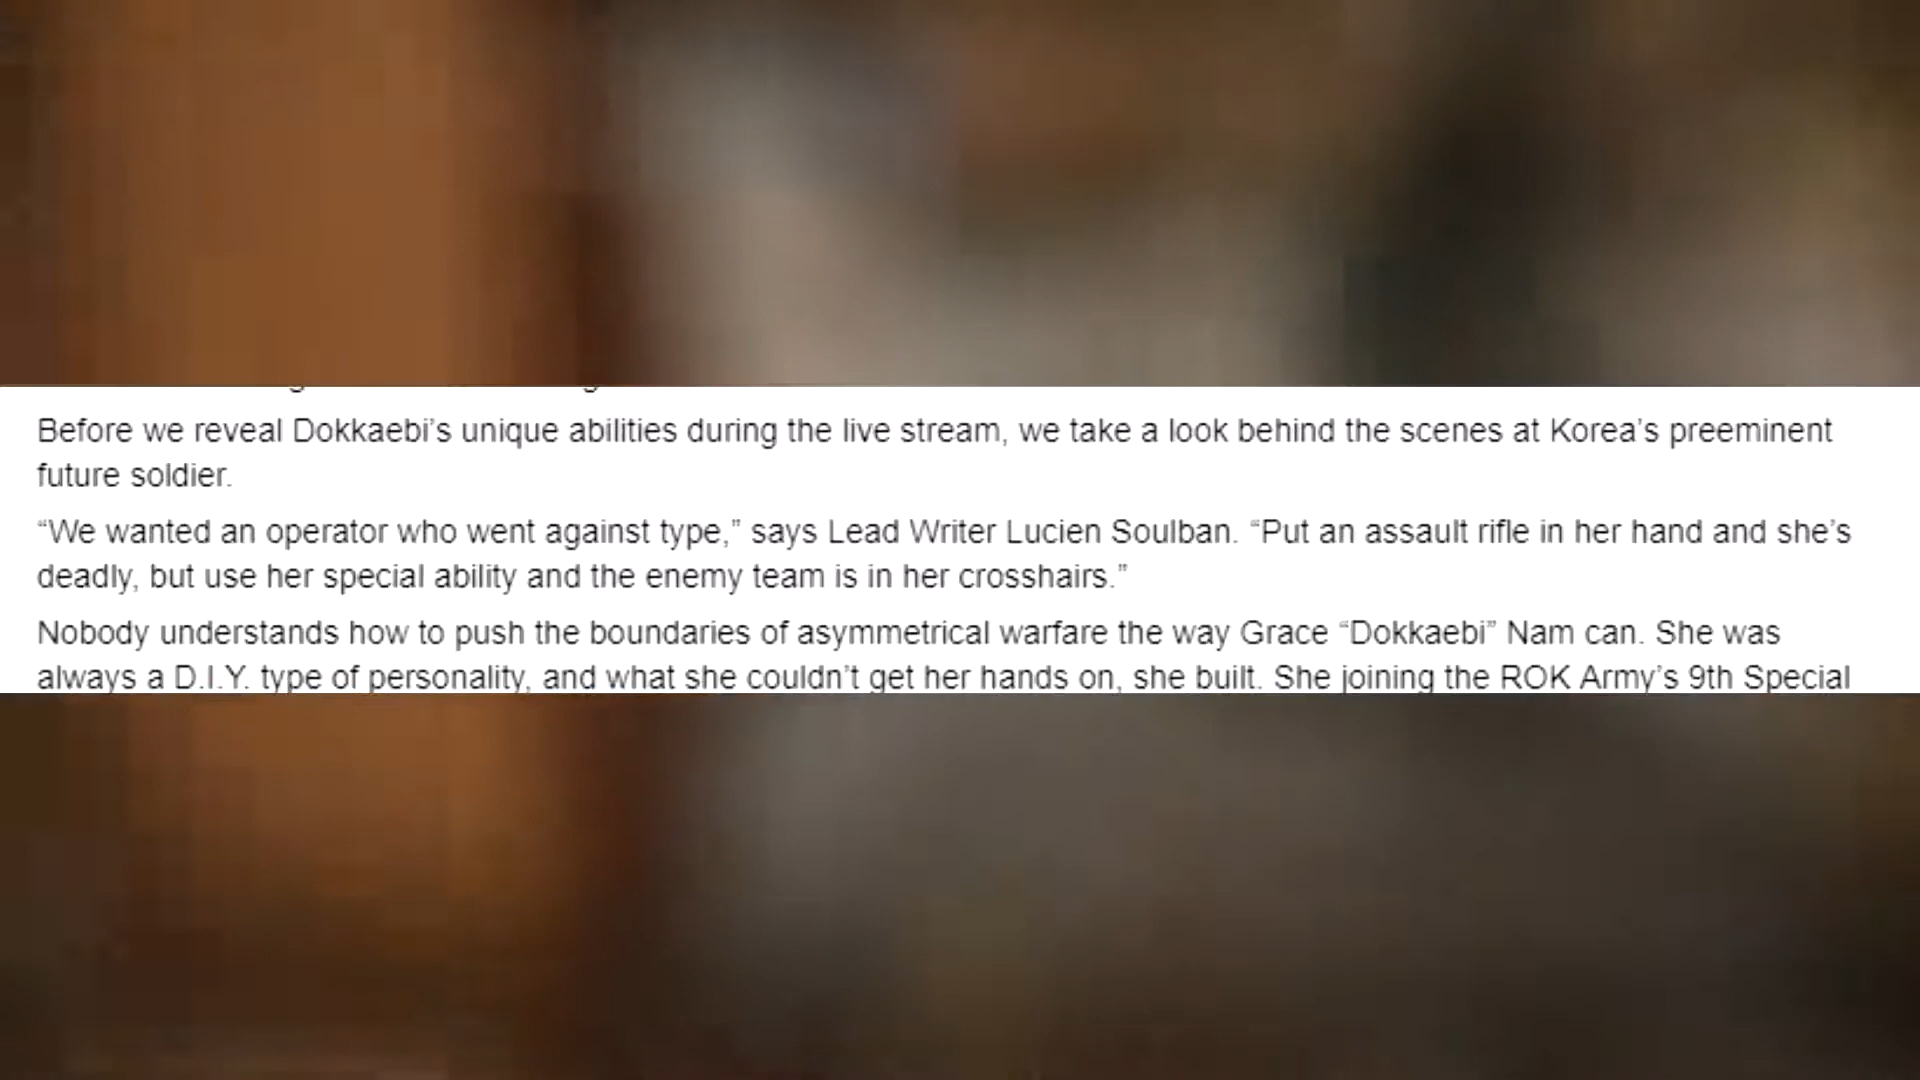 Before we reveal Dokkaebi’s unique abilities during the live stream, we take a look behind the scenes at Korea’s preeminent
future soldier.
“We wanted an operator who went against type,” says Lead Writer Lucien Soulban. “Put an assault rifle in her hand and she’s
deadly, but use her special ability and the enemy team is in her crosshairs.”
Nobody understands how to push the boundaries of asymmetrical warfare the way Grace “Dokkaebi” Nam can. She was
always a D.I.Y. type of personality, and what she couldn’t get her hands on, she built. She joining the ROK Army’s 9th Special